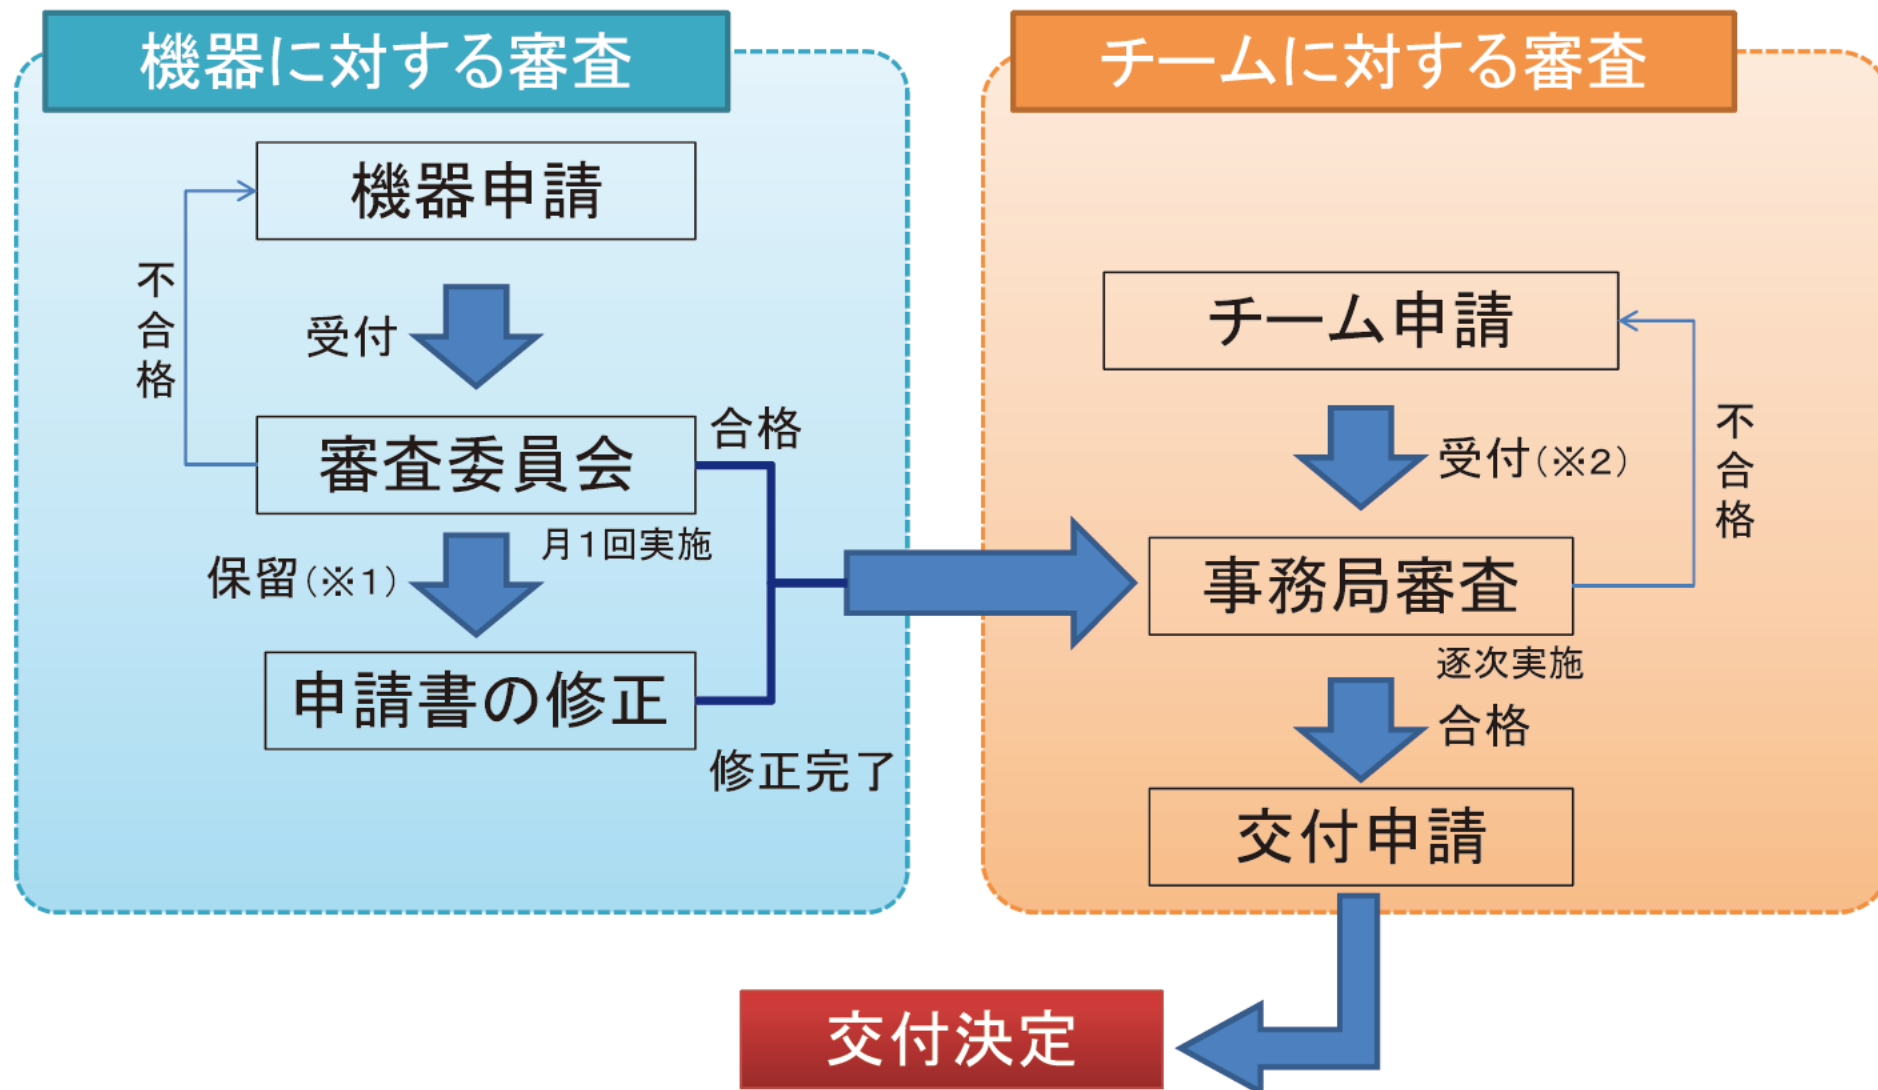 機器に対する審査
機器申請
不合格
受付
審査委員会
合格
月1回実施
保留(※1)
申請書の修正
修正完了
チームに対する審査
チーム申請
受付(※2)
不合格
事務局審査
逐次実施
合格
交付申請
交付決定